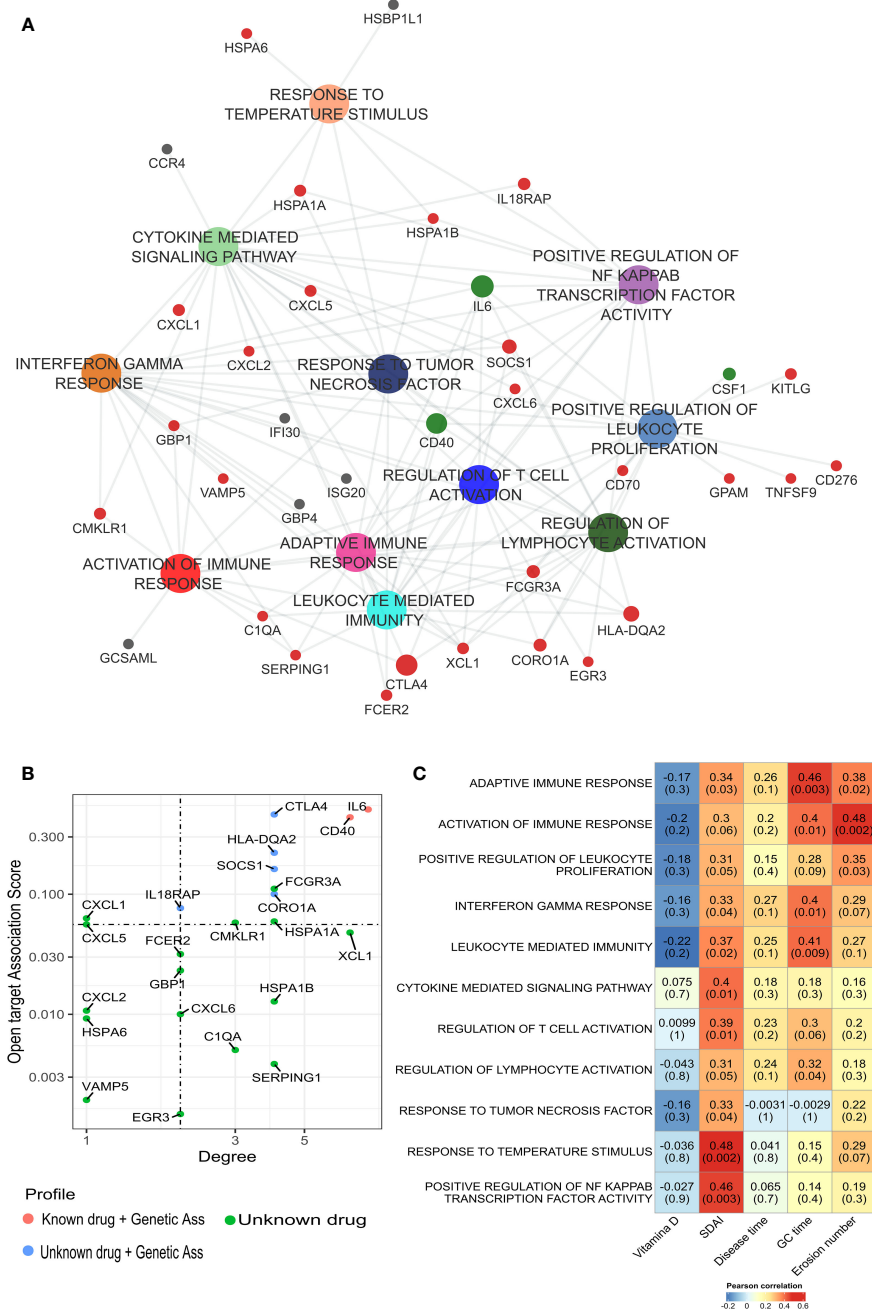 A
HSBP1L1
HSPA6
RESPONSE TO
TEMPERATURE STIMULUS
CCR4
HSPA1A
IL18RAP
HSPA1B
CYTOKINE MEDIATED
SIGNALING PATHWAY
POSITIVE REGULATION OF
NF KAPPAB
TRANSCRIPTION FACTOR
ACTIVITY
CXCL5
IL6
CXCL1
INTERFERON GAMMA
RESPONSE
CXCL2
RESPONSE TO TUMOR
NECROSIS FACTOR
SOCS1
CXCL6
CSF1
KITLG
POSITIVE REGULATION OF
LEUKOCYTE
PROLIFERATION
GBP1
IFI30
CD40
VAMP5
ISG20
REGULATION OF T CELL
ACTIVATION
CD70
GPAM
TNFSF9
CD276
GBP4
CMKLR1
REGULATION OF
LYMPHOCYTE ACTIVATION
ADAPTIVE IMMUNE
RESPONSE
ACTIVATION OF IMMUNE
RESPONSE
FCGR3A
LEUKOCYTE MEDIATED
IMMUNITY
C1QA
HLA-DQA2
GCSAML
SERPING1
XCL1
CORO1A
EGR3
CTLA4
FCER2
B
Open target Association Score
0.300
0.100
0.030
0.010
0.003
CTLA4
IL6
CD40
HLA-DQA2
SOCS1
FCGR3A
IL18RAP
CORO1A
CXCL1
CXCL5
FCER2
CMKLR1
HSPA1A
XCL1
GBP1
CXCL2
HSPA1B
CXCL6
HSPA6
C1QA
SERPING1
VAMP5
EGR3
1
3
5
Degree
Profile
Known drug + Genetic Ass
Unknown drug
Unknown drug + Genetic Ass
C
ADAPTIVE IMMUNE RESPONSE -0.17 0.34 0.26 0.46 0.38
(0.3) (0.03) (0.1) (0.003) (0.02)
ACTIVATION OF IMMUNE RESPONSE -0.2 0.3 0.2 0.4 0.48
(0.2) (0.06) (0.2) (0.01) (0.002)
POSITIVE REGULATION OF LEUKOCYTE -0.18 0.31 0.15 0.28 0.35
PROLIFERATION (0.3) (0.05) (0.4) (0.09) (0.03)
INTERFERON GAMMA RESPONSE -0.16 0.33 0.27 0.4 0.29
(0.3) (0.04) (0.1) (0.01) (0.07)
LEUKOCYTE MEDIATED IMMUNITY -0.22 0.37 0.25 0.41 0.27
(0.2) (0.02) (0.1) (0.009) (0.1)
CYTOKINE MEDIATED SIGNALING PATHWAY 0.075 0.4 0.18 0.18 0.16
(0.7) (0.01) (0.3) (0.3) (0.3)
REGULATION OF T CELL ACTIVATION 0.0099 0.39 0.23 0.3 0.2
(1) (0.01) (0.2) (0.06) (0.2)
REGULATION OF LYMPHOCYTE ACTIVATION -0.043 0.31 0.24 0.32 0.18
(0.8) (0.05) (0.1) (0.04) (0.3)
RESPONSE TO TUMOR NECROSIS FACTOR -0.16 0.33 -0.0031 -0.0029 0.22
(0.3) (0.04) (1) (1) (0.2)
RESPONSE TO TEMPERATURE STIMULUS -0.036 0.48 0.041 0.15 0.29
(0.8) (0.002) (0.8) (0.4) (0.07)
POSITIVE REGULATION OF NF KAPPAB -0.027 0.46 0.065 0.14 0.19
TRANSCRIPTION FACTOR ACTIVITY (0.9) (0.003) (0.7) (0.4) (0.3)
Vitamina D
SDAI
Disease time
GC time
Erosion number
Pearson correlation
-0.2 0 0.2 0.4 0.6